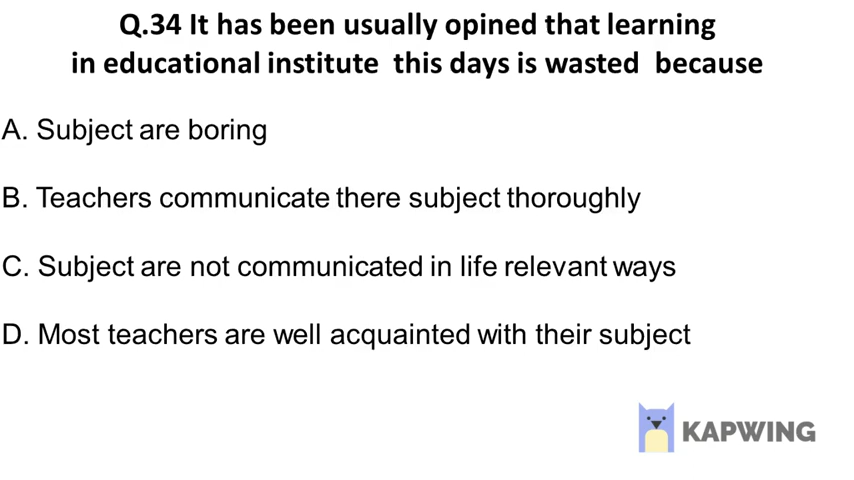 Q.34 It has been usually opined that learning
in educational institute this days is wasted because
A. Subject are boring
B. Teachers communicate there subject thoroughly
C. Subject are not communicated in life relevant ways
D. Most teachers are well acquainted with their subject
KAPWING